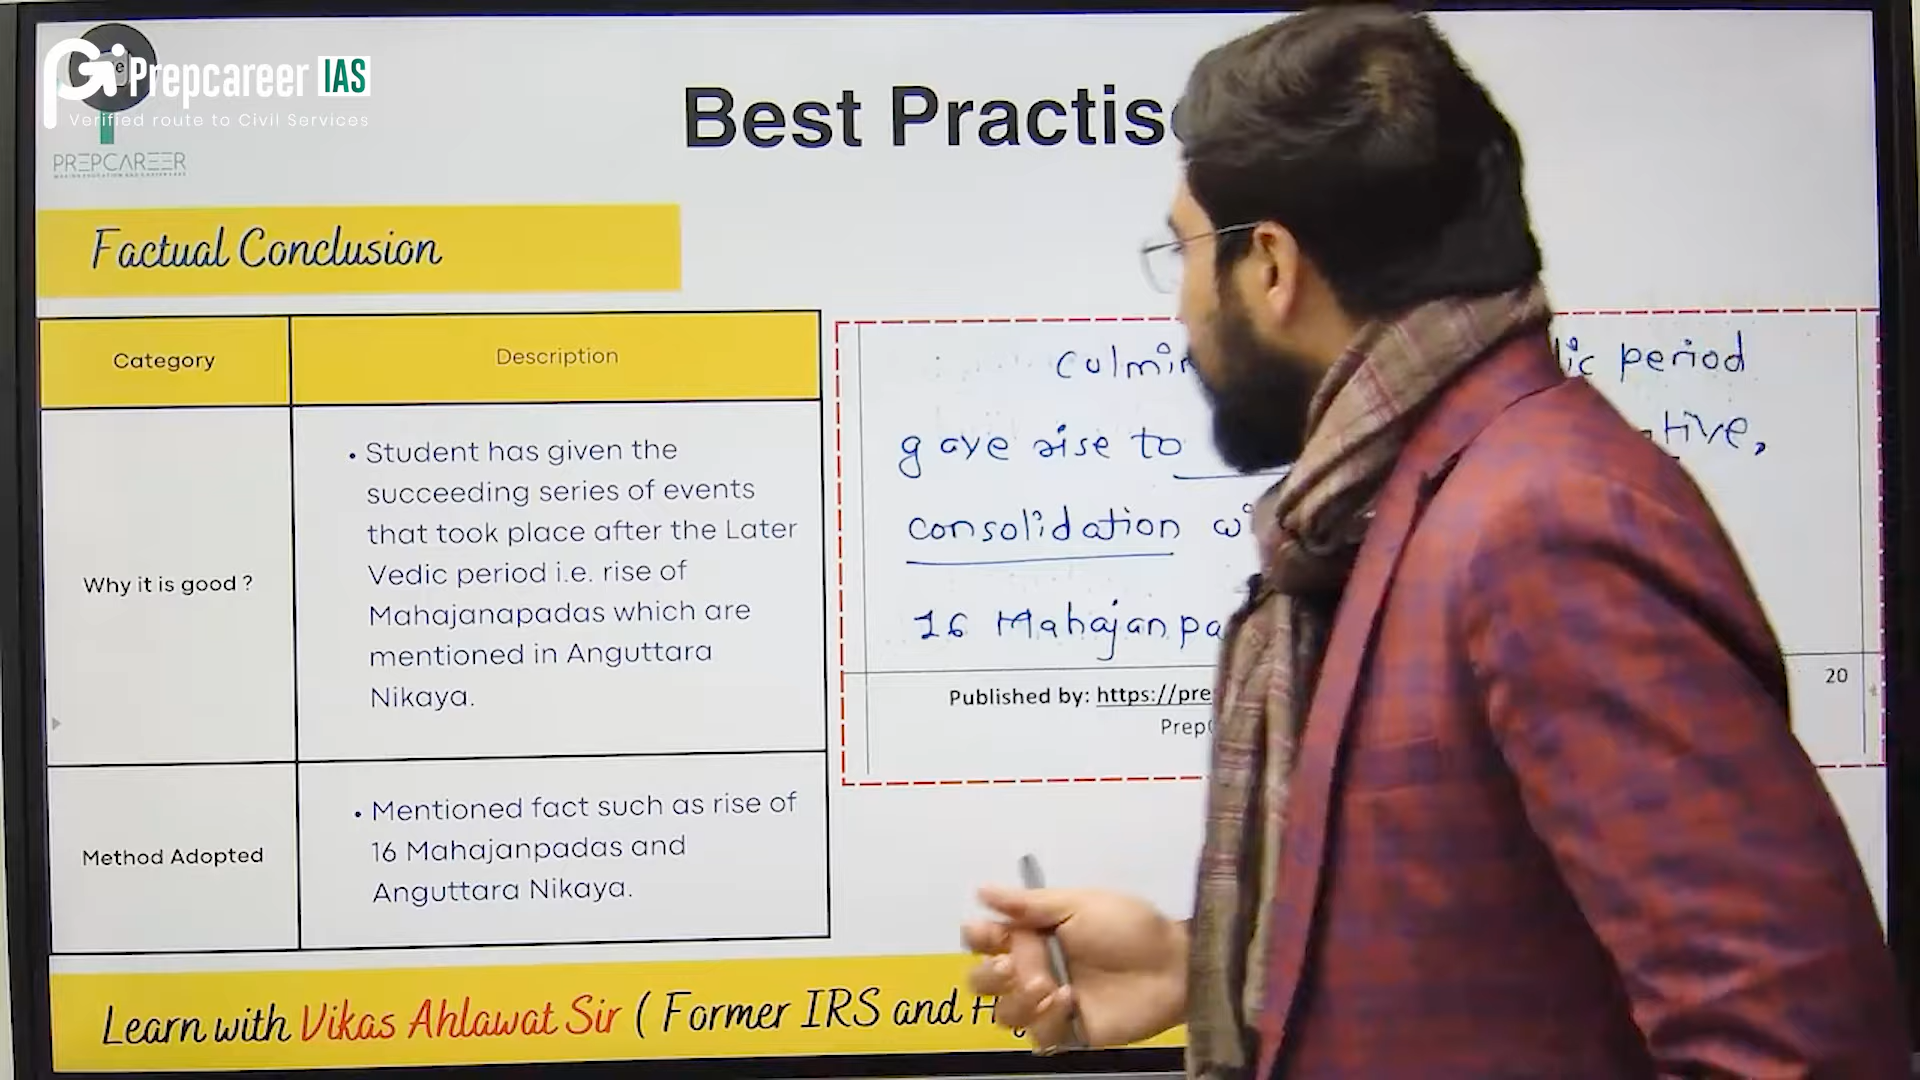 Prepcareer IAS
Verified route to Civil Services
PREPCAREER
Best Practis
Factual Conclusion
Category
Description
Why it is good ?
• Student has given the
succeeding series of events
that took place after the Later
Vedic period i.e. rise of
Mahajanapadas which are
mentioned in Anguttara
Nikaya.
Method Adopted
• Mentioned fact such as rise of
16 Mahajanpadas and
Anguttara Nikaya.
period
gave rise to
consolidation
16 Mahajanpa
20
Published by: https://pre
Prep
Learn with Vikas Ahlawat Sir ( Former IRS and